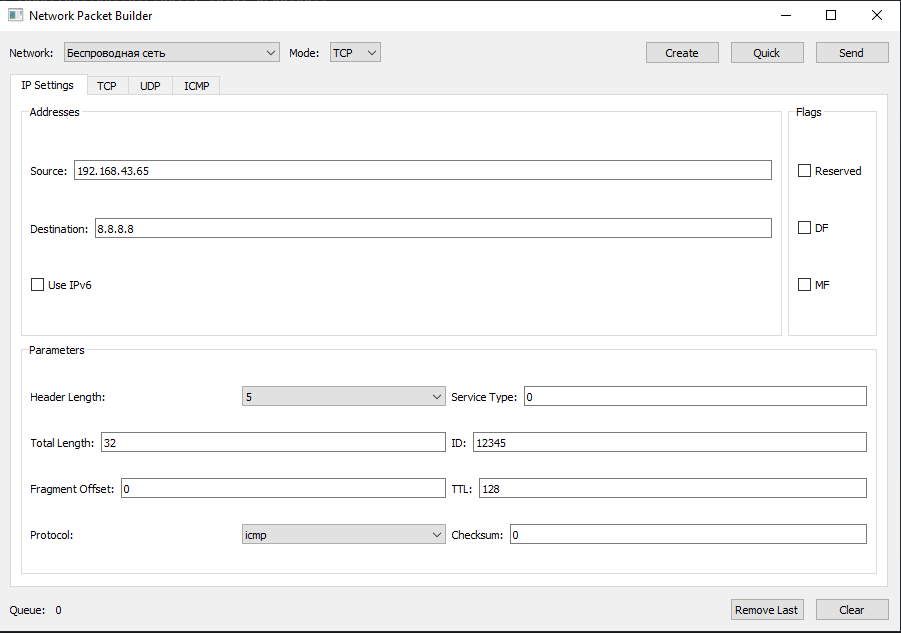 Network Packet Builder
Network: Беспроводная сеть Mode: TCP Create Quick Send
IP Settings TCP UDP ICMP
Addresses Flags
Source: 192.168.43.65 Reserved
Destination: 8.8.8.8 DF
Use IPv6 MF
Parameters
Header Length: 5 Service Type: 0
Total Length: 32 ID: 12345
Fragment Offset: 0 TTL: 128
Protocol: icmp Checksum: 0
Queue: 0 Remove Last Clear